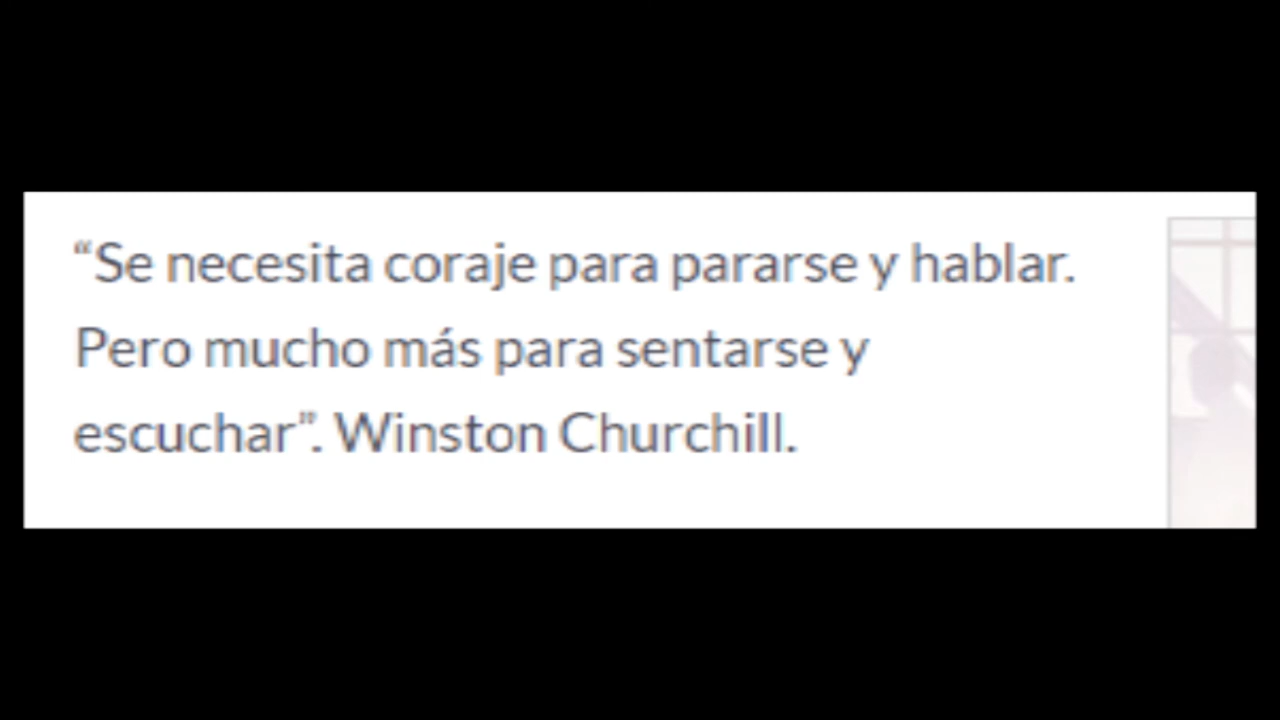 “Se necesita coraje para pararse y hablar.
Pero mucho más para sentarse y
escuchar”. Winston Churchill.